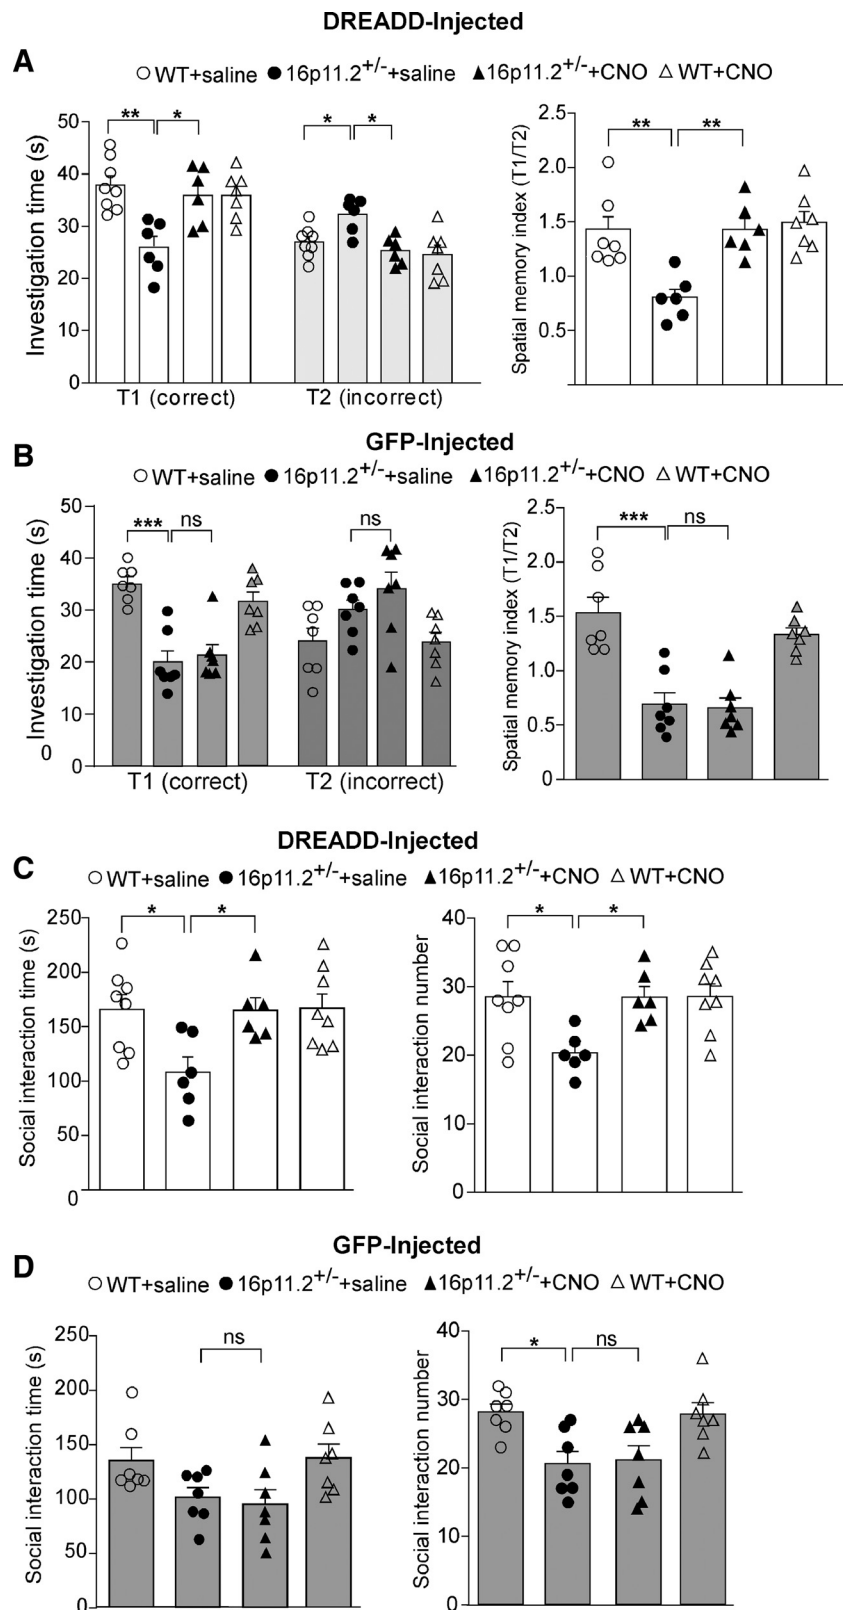 DREADD-Injected
A
WT+saline 16p11.2+/-+saline 16p11.2+/-+CNO WT+CNO
Investigation time (s)
50
40
30
20
10
0
** * * *
T1 (correct) T2 (incorrect)
Spatial memory index (T1/T2)
2.5
2.0
1.5
1.0
0.5
** **
GFP-Injected
B
WT+saline 16p11.2+/-+saline 16p11.2+/-+CNO WT+CNO
Investigation time (s)
50
40
30
20
10
0
0
*** ns ns
T1 (correct) T2 (incorrect)
Spatial memory index (T1/T2)
2.5
2.0
1.5
1.0
0.5
0
*** ns
DREADD-Injected
C
WT+saline 16p11.2+/-+saline 16p11.2+/-+CNO WT+CNO
Social interaction time (s)
250
200
150
100
50
0
* *
Social interaction number
40
30
20
10
0
* *
GFP-Injected
D
WT+saline 16p11.2+/-+saline 16p11.2+/-+CNO WT+CNO
Social interaction time (s)
250
200
150
100
50
0
ns
Social interaction number
40
30
20
10
0
* ns